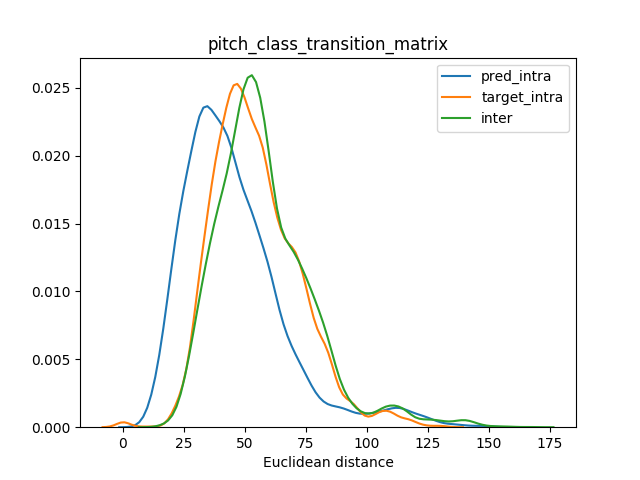 pitch_class_transition_matrix
pred_intra
target_intra
inter
0.025
0.020
0.015
0.010
0.005
0.000
0 25 50 75 100 125 150 175
Euclidean distance